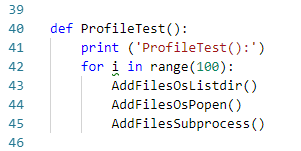 39
40 def ProfileTest():
41     print ('ProfileTest():')
42     for i in range(100):
43         AddFilesOsListdir()
44         AddFilesOsPopen()
45         AddFilesSubprocess()
46